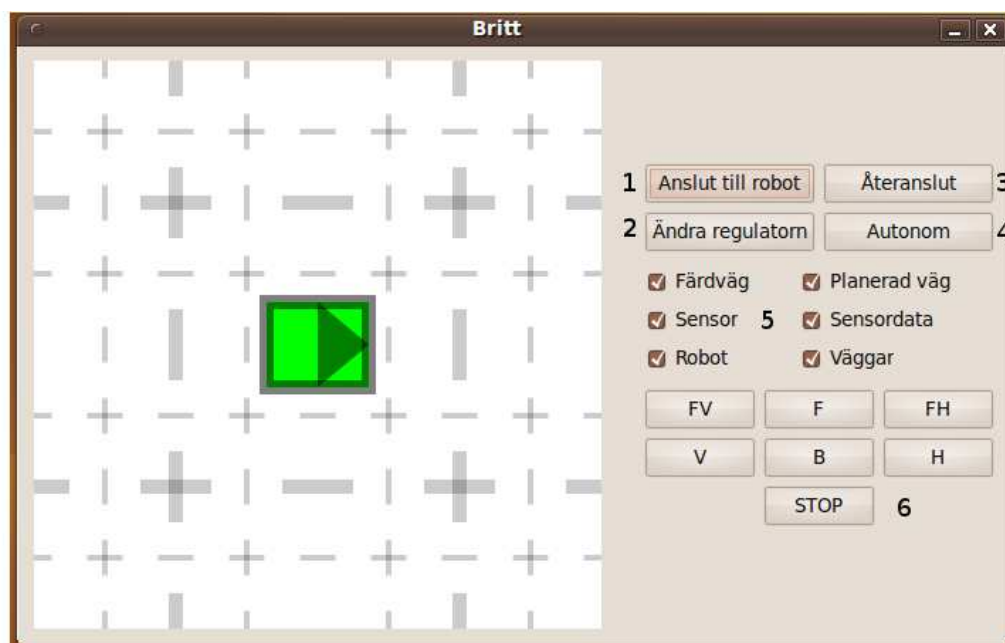 Britt
1 Anslut till robot Återanslut 3
2 Ändra regulatorn Autonom 4
Färdväg Planerad väg
Sensor 5 Sensordata
Robot Väggar
FV F FH
V B H
STOP 6